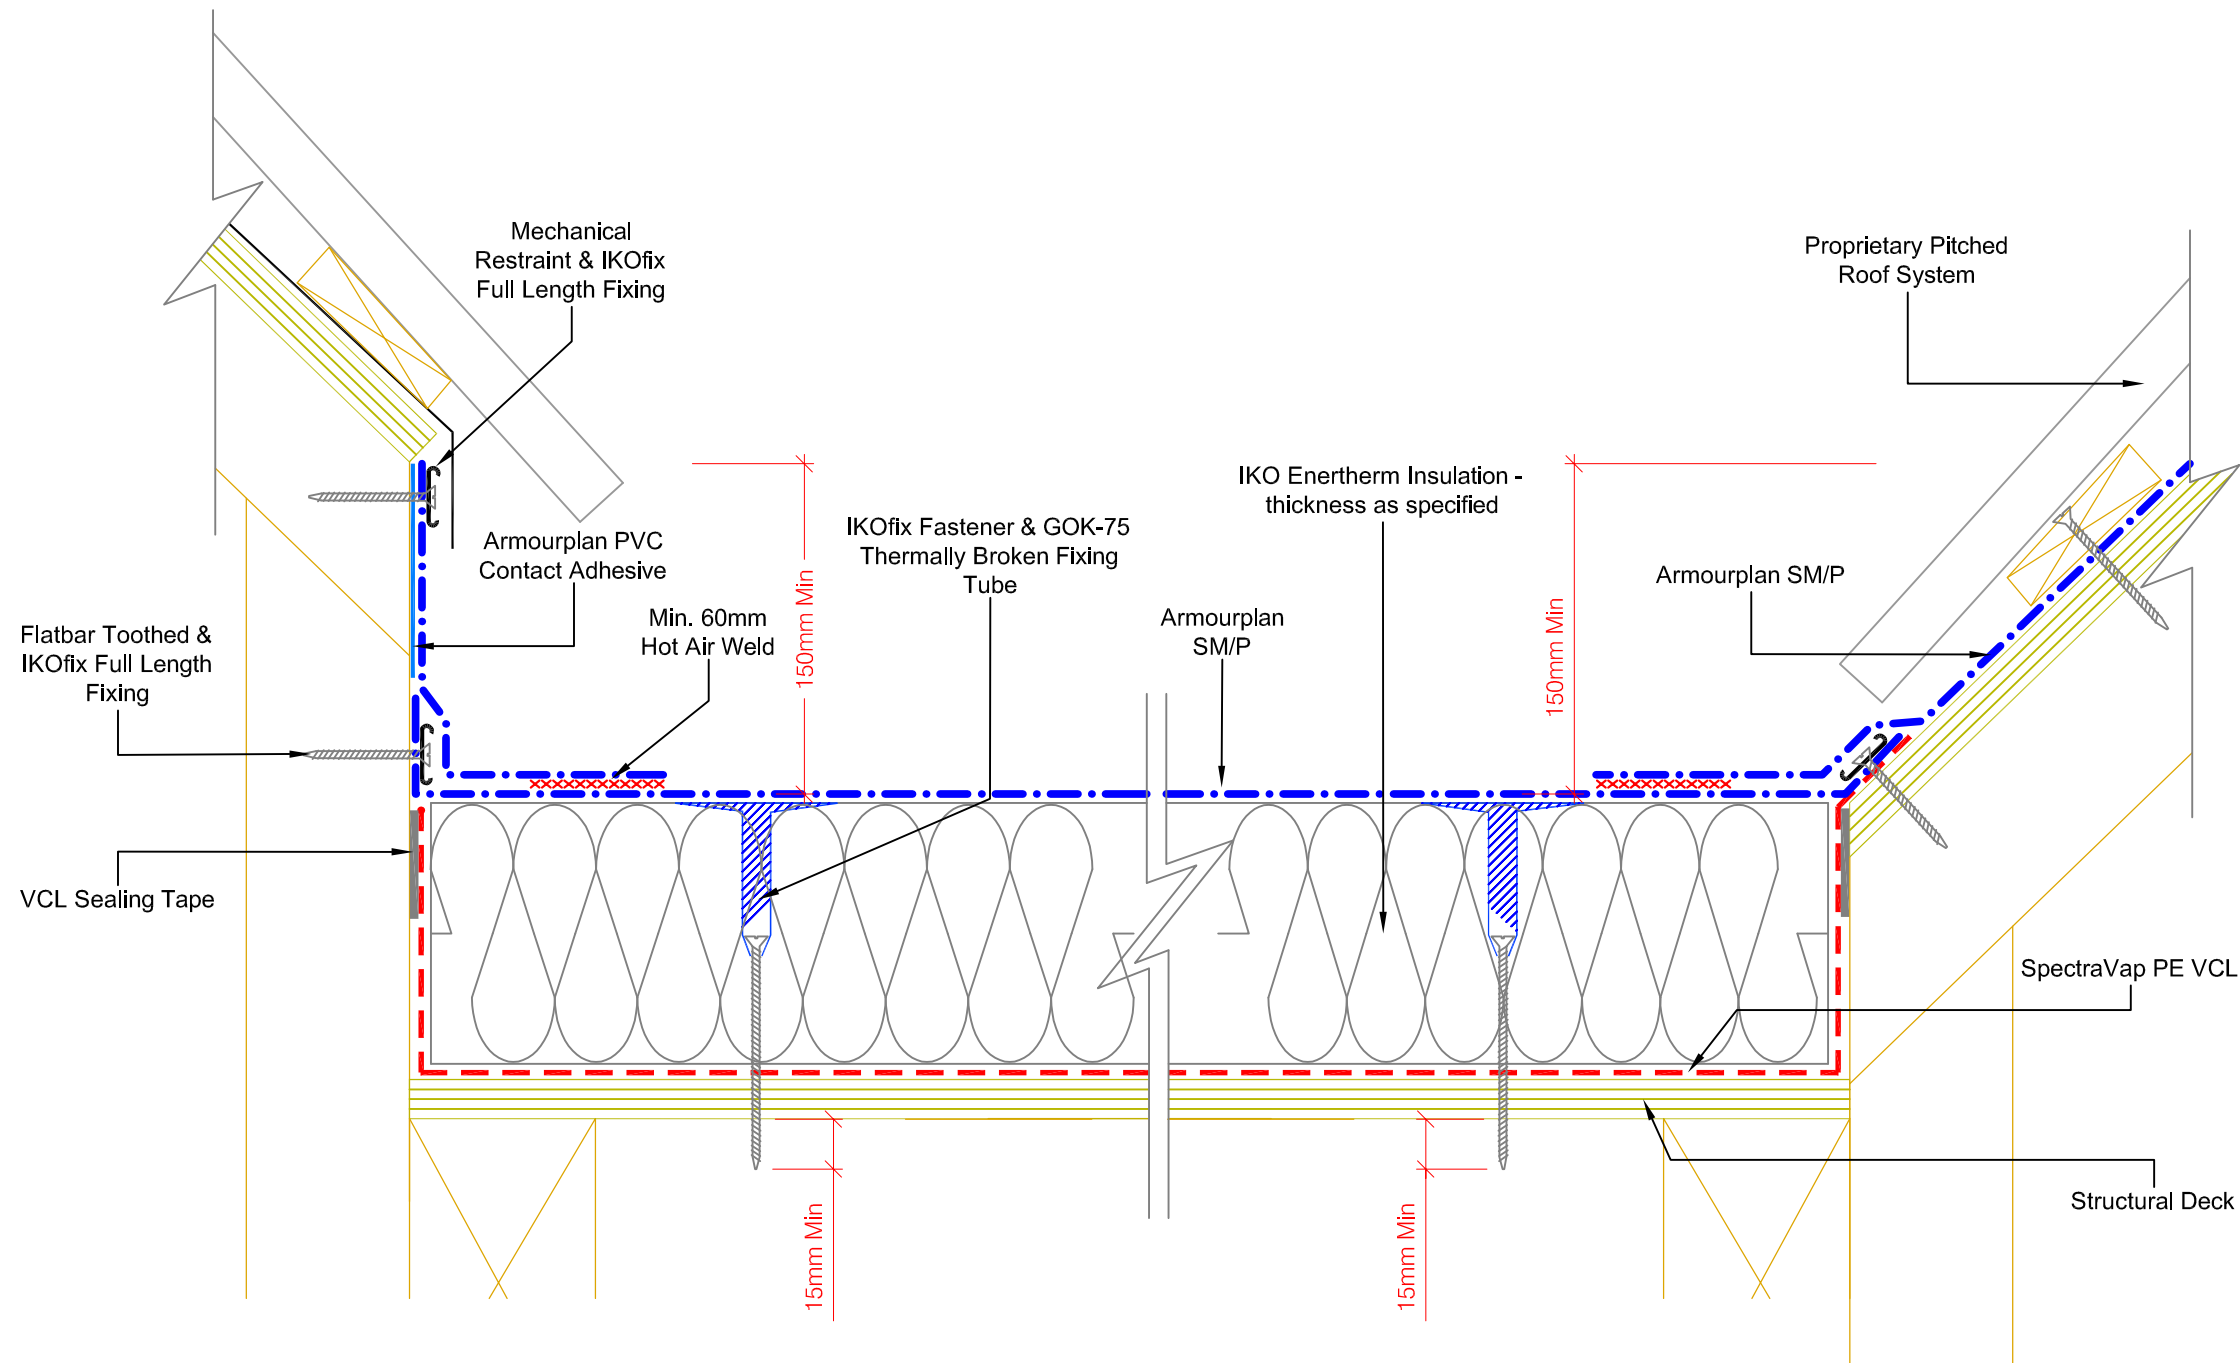 Mechanical
Restraint & IKOfix
Full Length Fixing
Proprietary Pitched
Roof System
IKO Enertherm Insulation -
thickness as specified
IKOfix Fastener & GOK-75
Thermally Broken Fixing
Tube
Armourplan PVC
Contact Adhesive
150mm Min
150mm Min
Armourplan SM/P
Min. 60mm
Hot Air Weld
Armourplan
SM/P
Flatbar Toothed &
IKOfix Full Length
Fixing
VCL Sealing Tape
SpectraVap PE VCL
Structural Deck
15mm Min
15mm Min